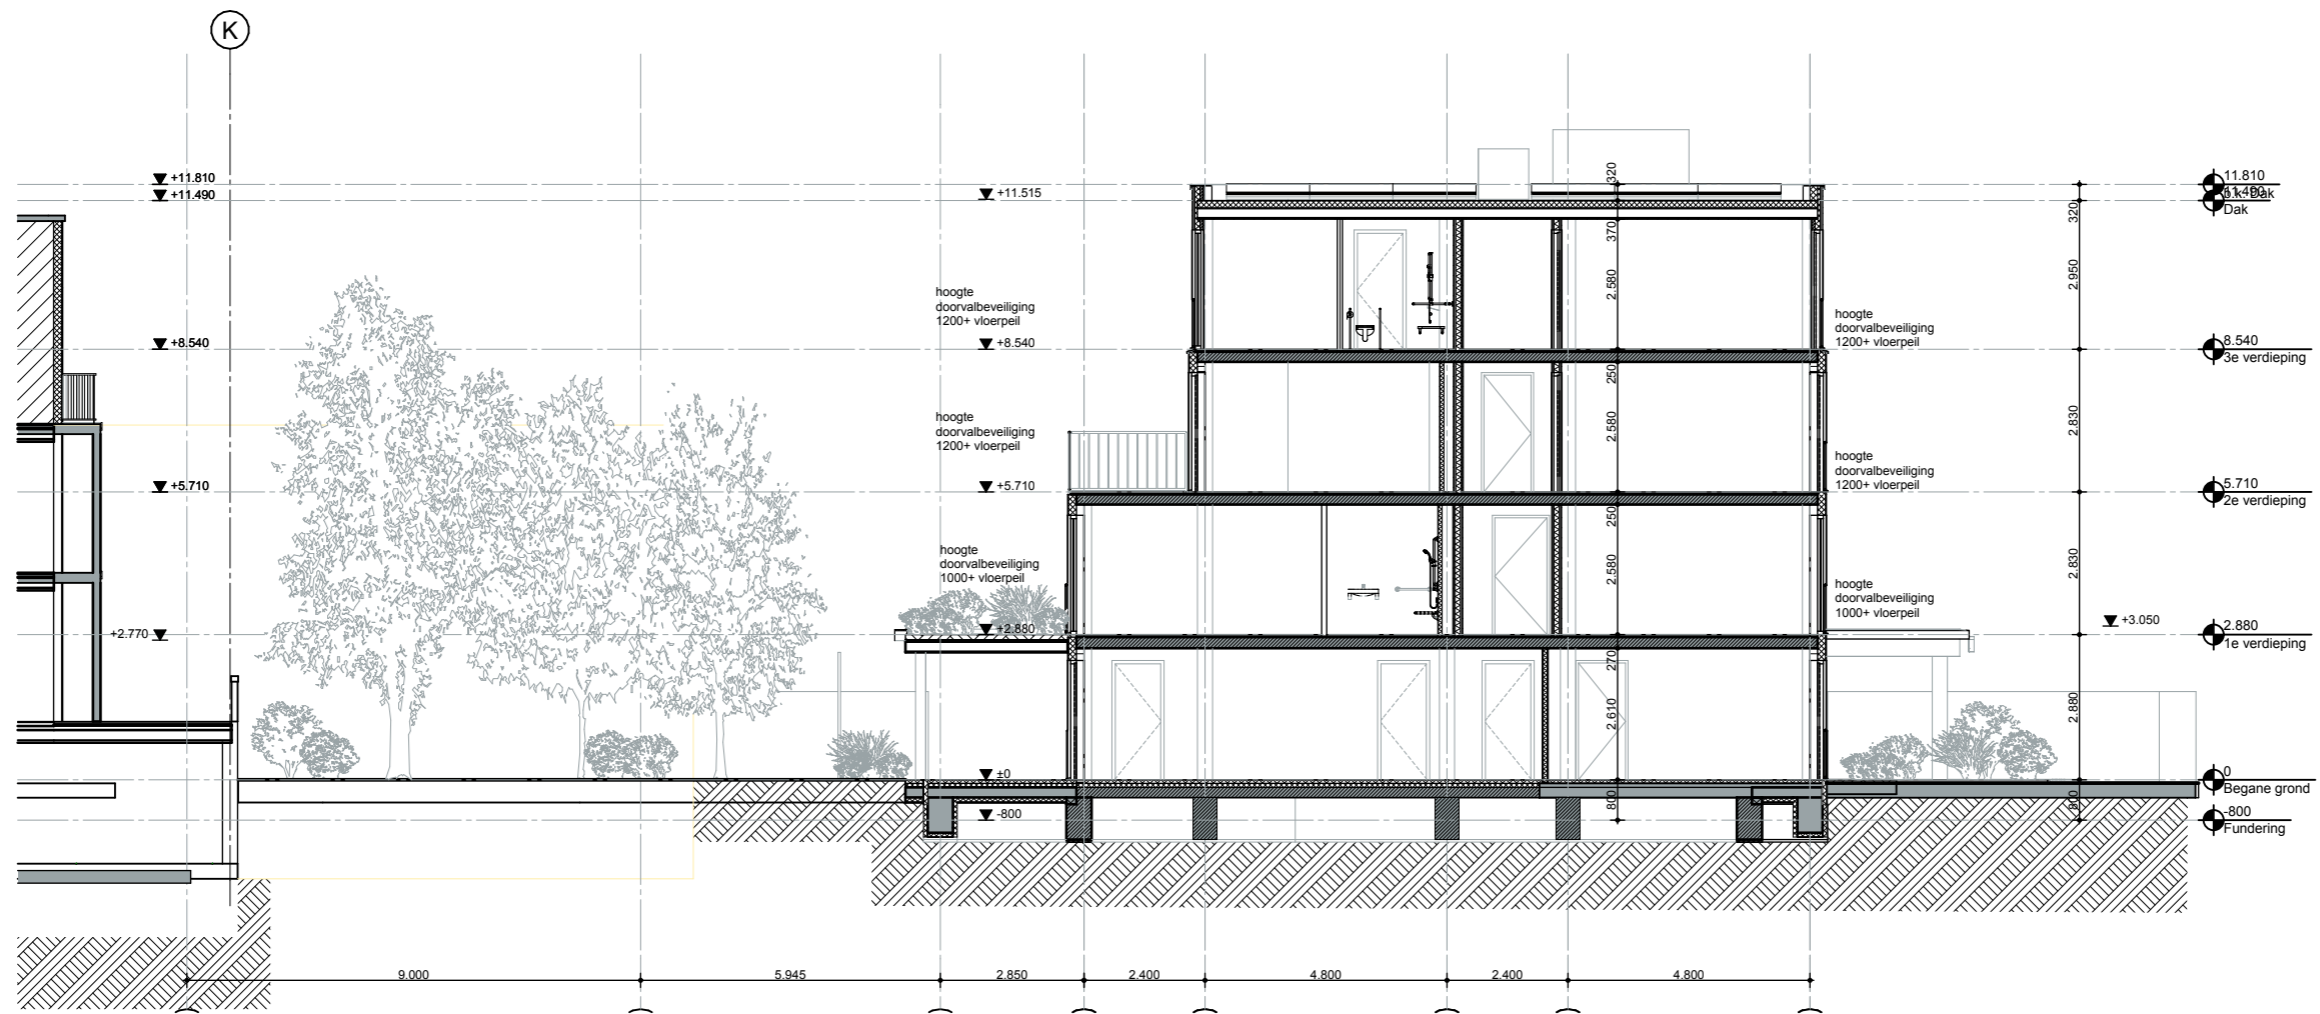 K
+11.810
+11.490
+11.515
320
11.810
11.490
b.k. Dak
Dak
320
370
2.950
2.580
hoogte
doorvalbeveiliging
1200+ vloerpeil
hoogte
doorvalbeveiliging
1200+ vloerpeil
+8.540
+8.540
8.540
3e verdieping
250
2.830
2.580
hoogte
doorvalbeveiliging
1200+ vloerpeil
hoogte
doorvalbeveiliging
1200+ vloerpeil
+5.710
+5.710
5.710
2e verdieping
250
2.830
2.580
hoogte
doorvalbeveiliging
1000+ vloerpeil
hoogte
doorvalbeveiliging
1000+ vloerpeil
+2.770
+2.880
+3.050
2.880
1e verdieping
270
2.880
2.610
±0
0
Begane grond
800
800
-800
-800
Fundering
9.000
5.945
2.850
2.400
4.800
2.400
4.800